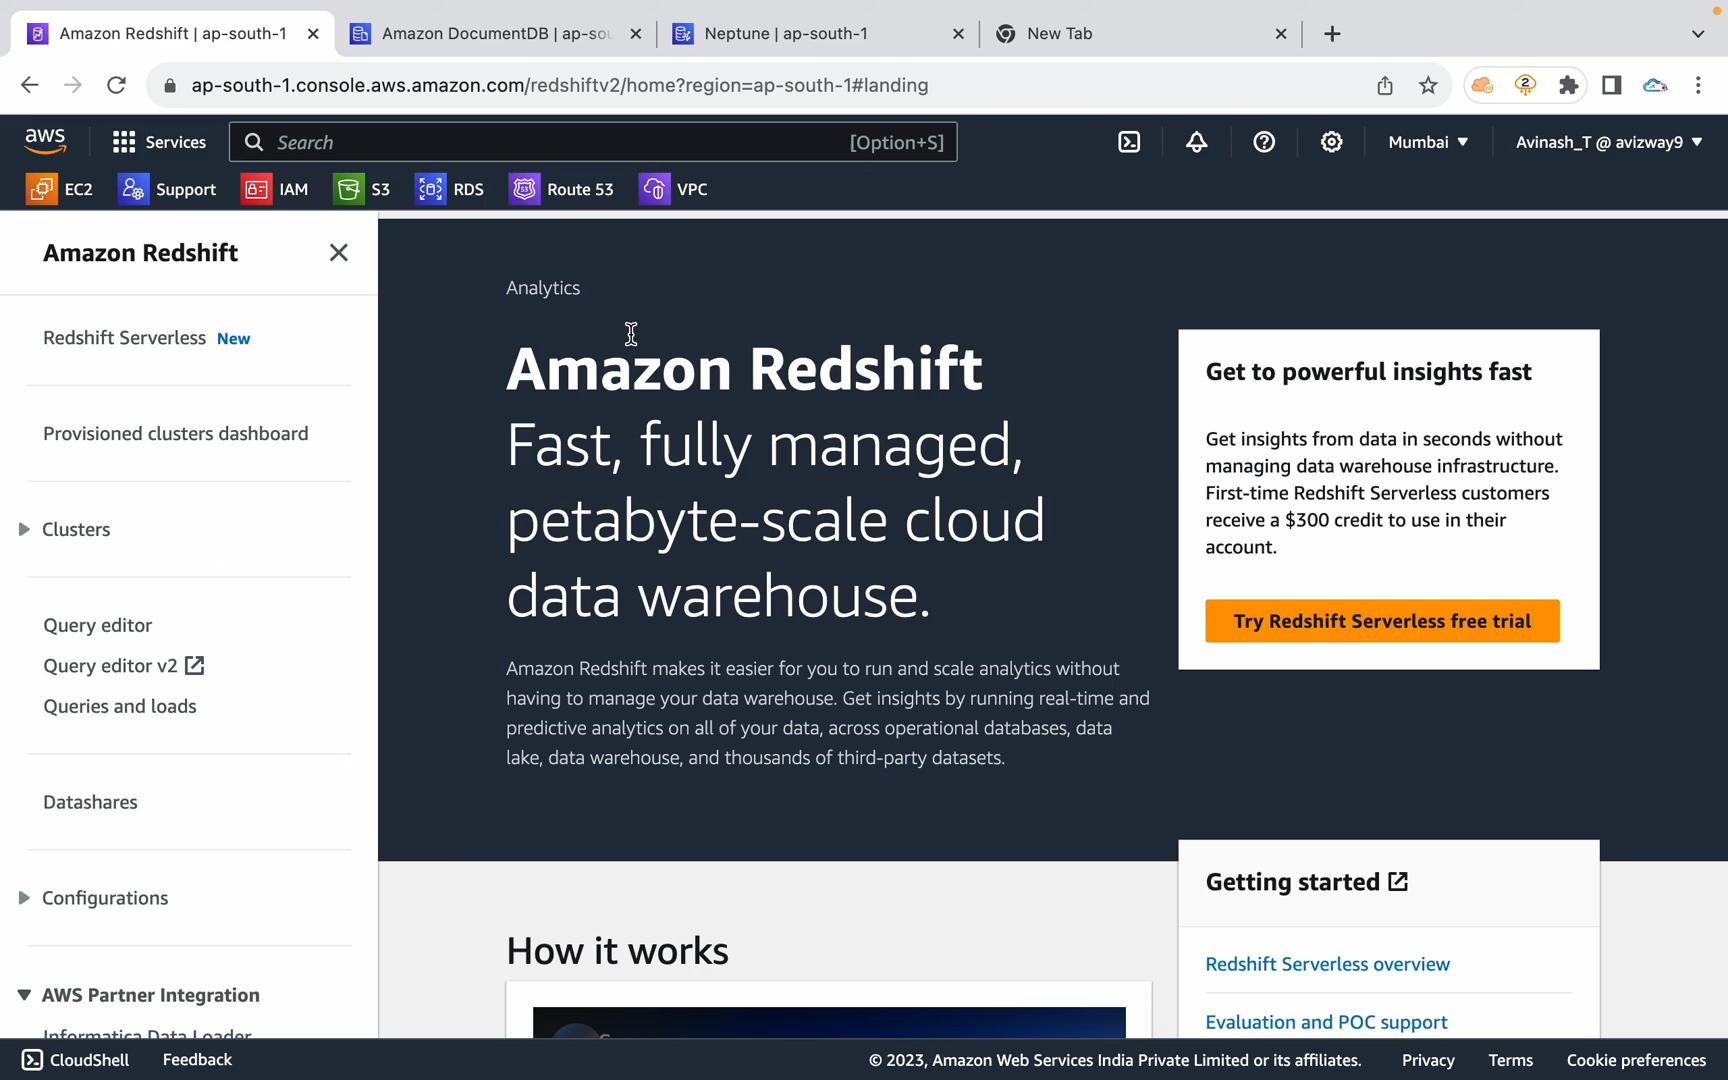 Amazon Redshift | ap-south-1
Amazon DocumentDB | ap-sou
Neptune | ap-south-1
New Tab
ap-south-1.console.aws.amazon.com/redshiftv2/home?region=ap-south-1#landing
2
aws
Services
Search
[Option+S]
Mumbai
Avinash_T @ avizway9
EC2
Support
IAM
S3
RDS
Route 53
VPC
Amazon Redshift
Redshift Serverless New
Provisioned clusters dashboard
Clusters
Query editor
Query editor v2
Queries and loads
Datashares
Configurations
AWS Partner Integration
Informatica Data Loader
Analytics
Amazon Redshift
Fast, fully managed,
petabyte-scale cloud
data warehouse.
Amazon Redshift makes it easier for you to run and scale analytics without
having to manage your data warehouse. Get insights by running real-time and
predictive analytics on all of your data, across operational databases, data
lake, data warehouse, and thousands of third-party datasets.
Get to powerful insights fast
Get insights from data in seconds without
managing data warehouse infrastructure.
First-time Redshift Serverless customers
receive a $300 credit to use in their
account.
Try Redshift Serverless free trial
How it works
Getting started
Redshift Serverless overview
Evaluation and POC support
CloudShell
Feedback
© 2023, Amazon Web Services India Private Limited or its affiliates.
Privacy
Terms
Cookie preferences